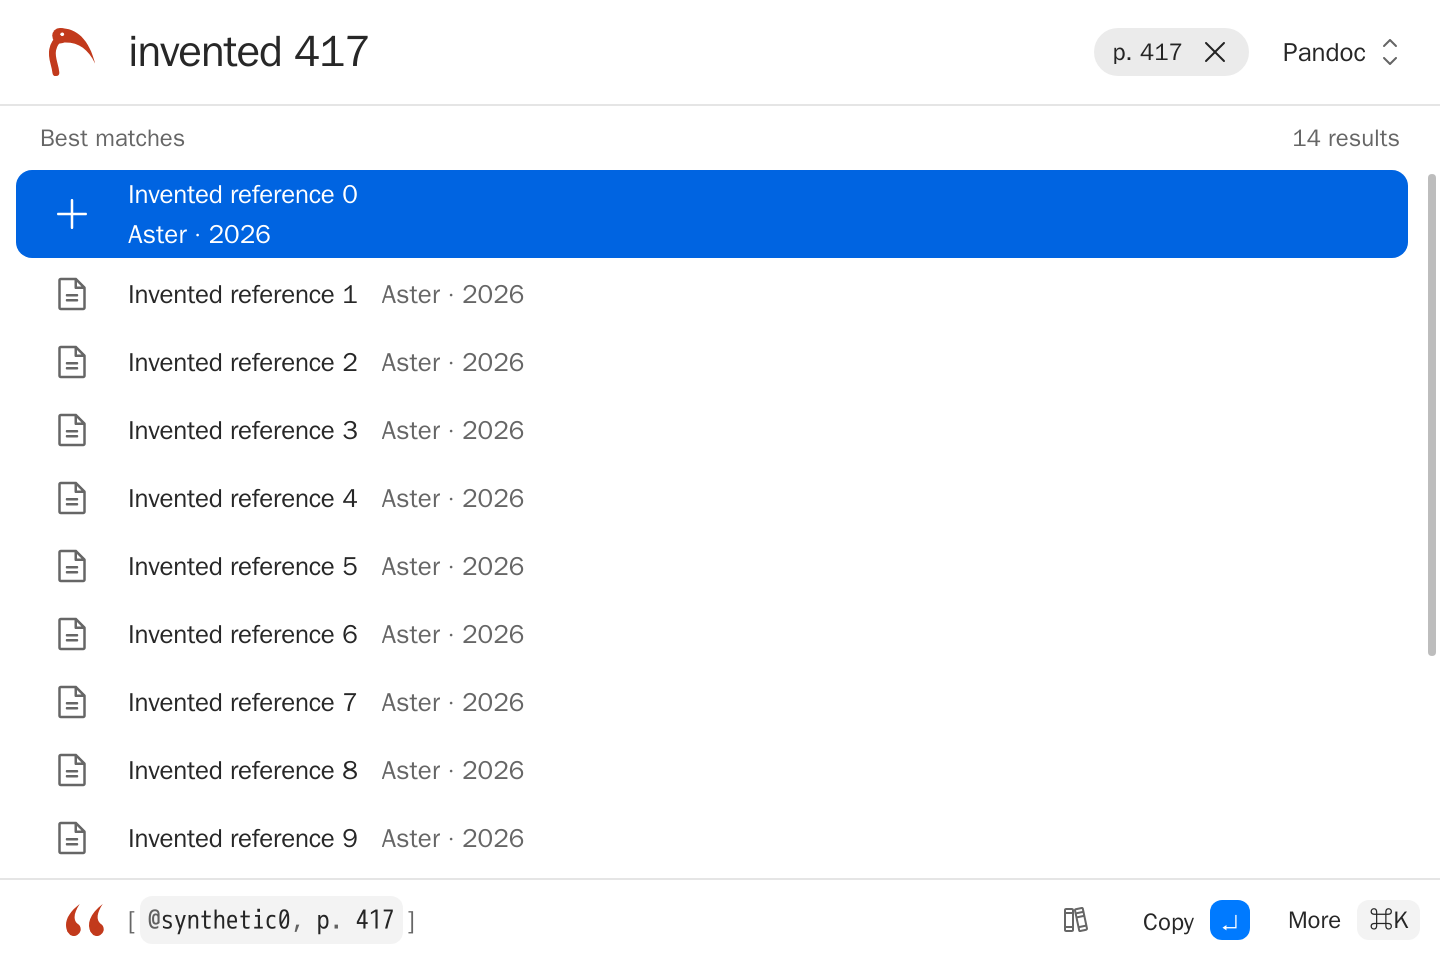 invented 417
p. 417
Pandoc
Best matches
14 results
Invented reference 0
Aster · 2026
Invented reference 1 Aster · 2026
Invented reference 2 Aster · 2026
Invented reference 3 Aster · 2026
Invented reference 4 Aster · 2026
Invented reference 5 Aster · 2026
Invented reference 6 Aster · 2026
Invented reference 7 Aster · 2026
Invented reference 8 Aster · 2026
Invented reference 9 Aster · 2026
[@synthetic0, p. 417]
Copy
More ⌘K